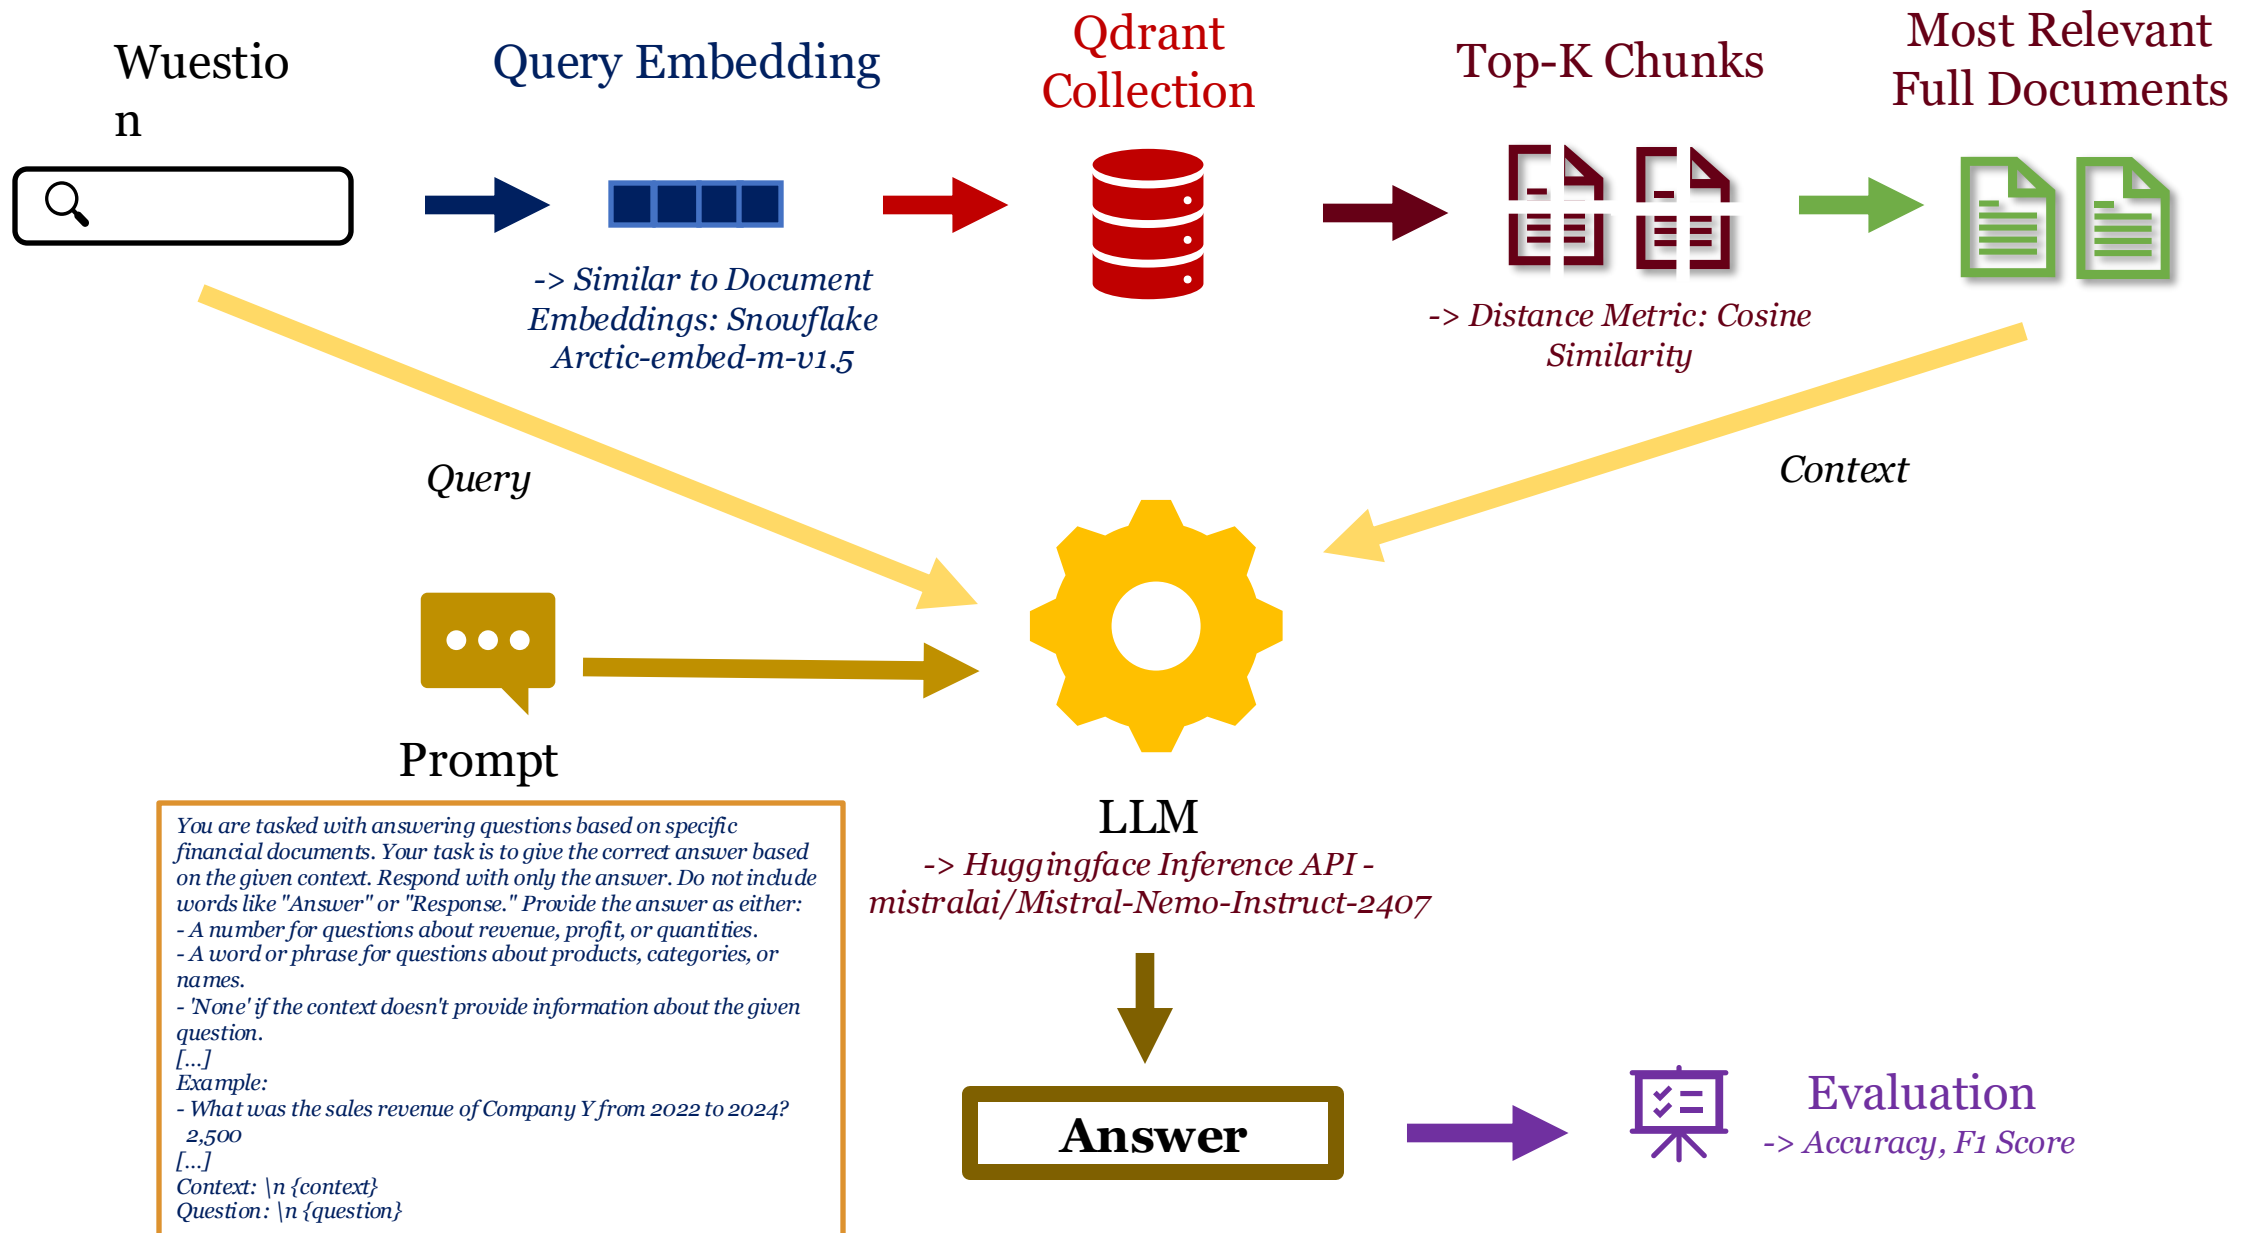 Wuestio
n
Query Embedding
Qdrant
Collection
Top-K Chunks
Most Relevant
Full Documents
-> Similar to Document
Embeddings: Snowflake
Arctic-embed-m-v1.5
-> Distance Metric: Cosine
Similarity
Query
Context
Prompt
You are tasked with answering questions based on specific
financial documents. Your task is to give the correct answer based
on the given context. Respond with only the answer. Do not include
words like "Answer" or "Response." Provide the answer as either:
- A number for questions about revenue, profit, or quantities.
- A word or phrase for questions about products, categories, or
names.
- 'None' if the context doesn't provide information about the given
question.
[...]
Example:
- What was the sales revenue of Company Y from 2022 to 2024?
2,500
[...]
Context: \n {context}
Question: \n {question}
LLM
-> Huggingface Inference API -
mistralai/Mistral-Nemo-Instruct-2407
Answer
Evaluation
-> Accuracy, F1 Score